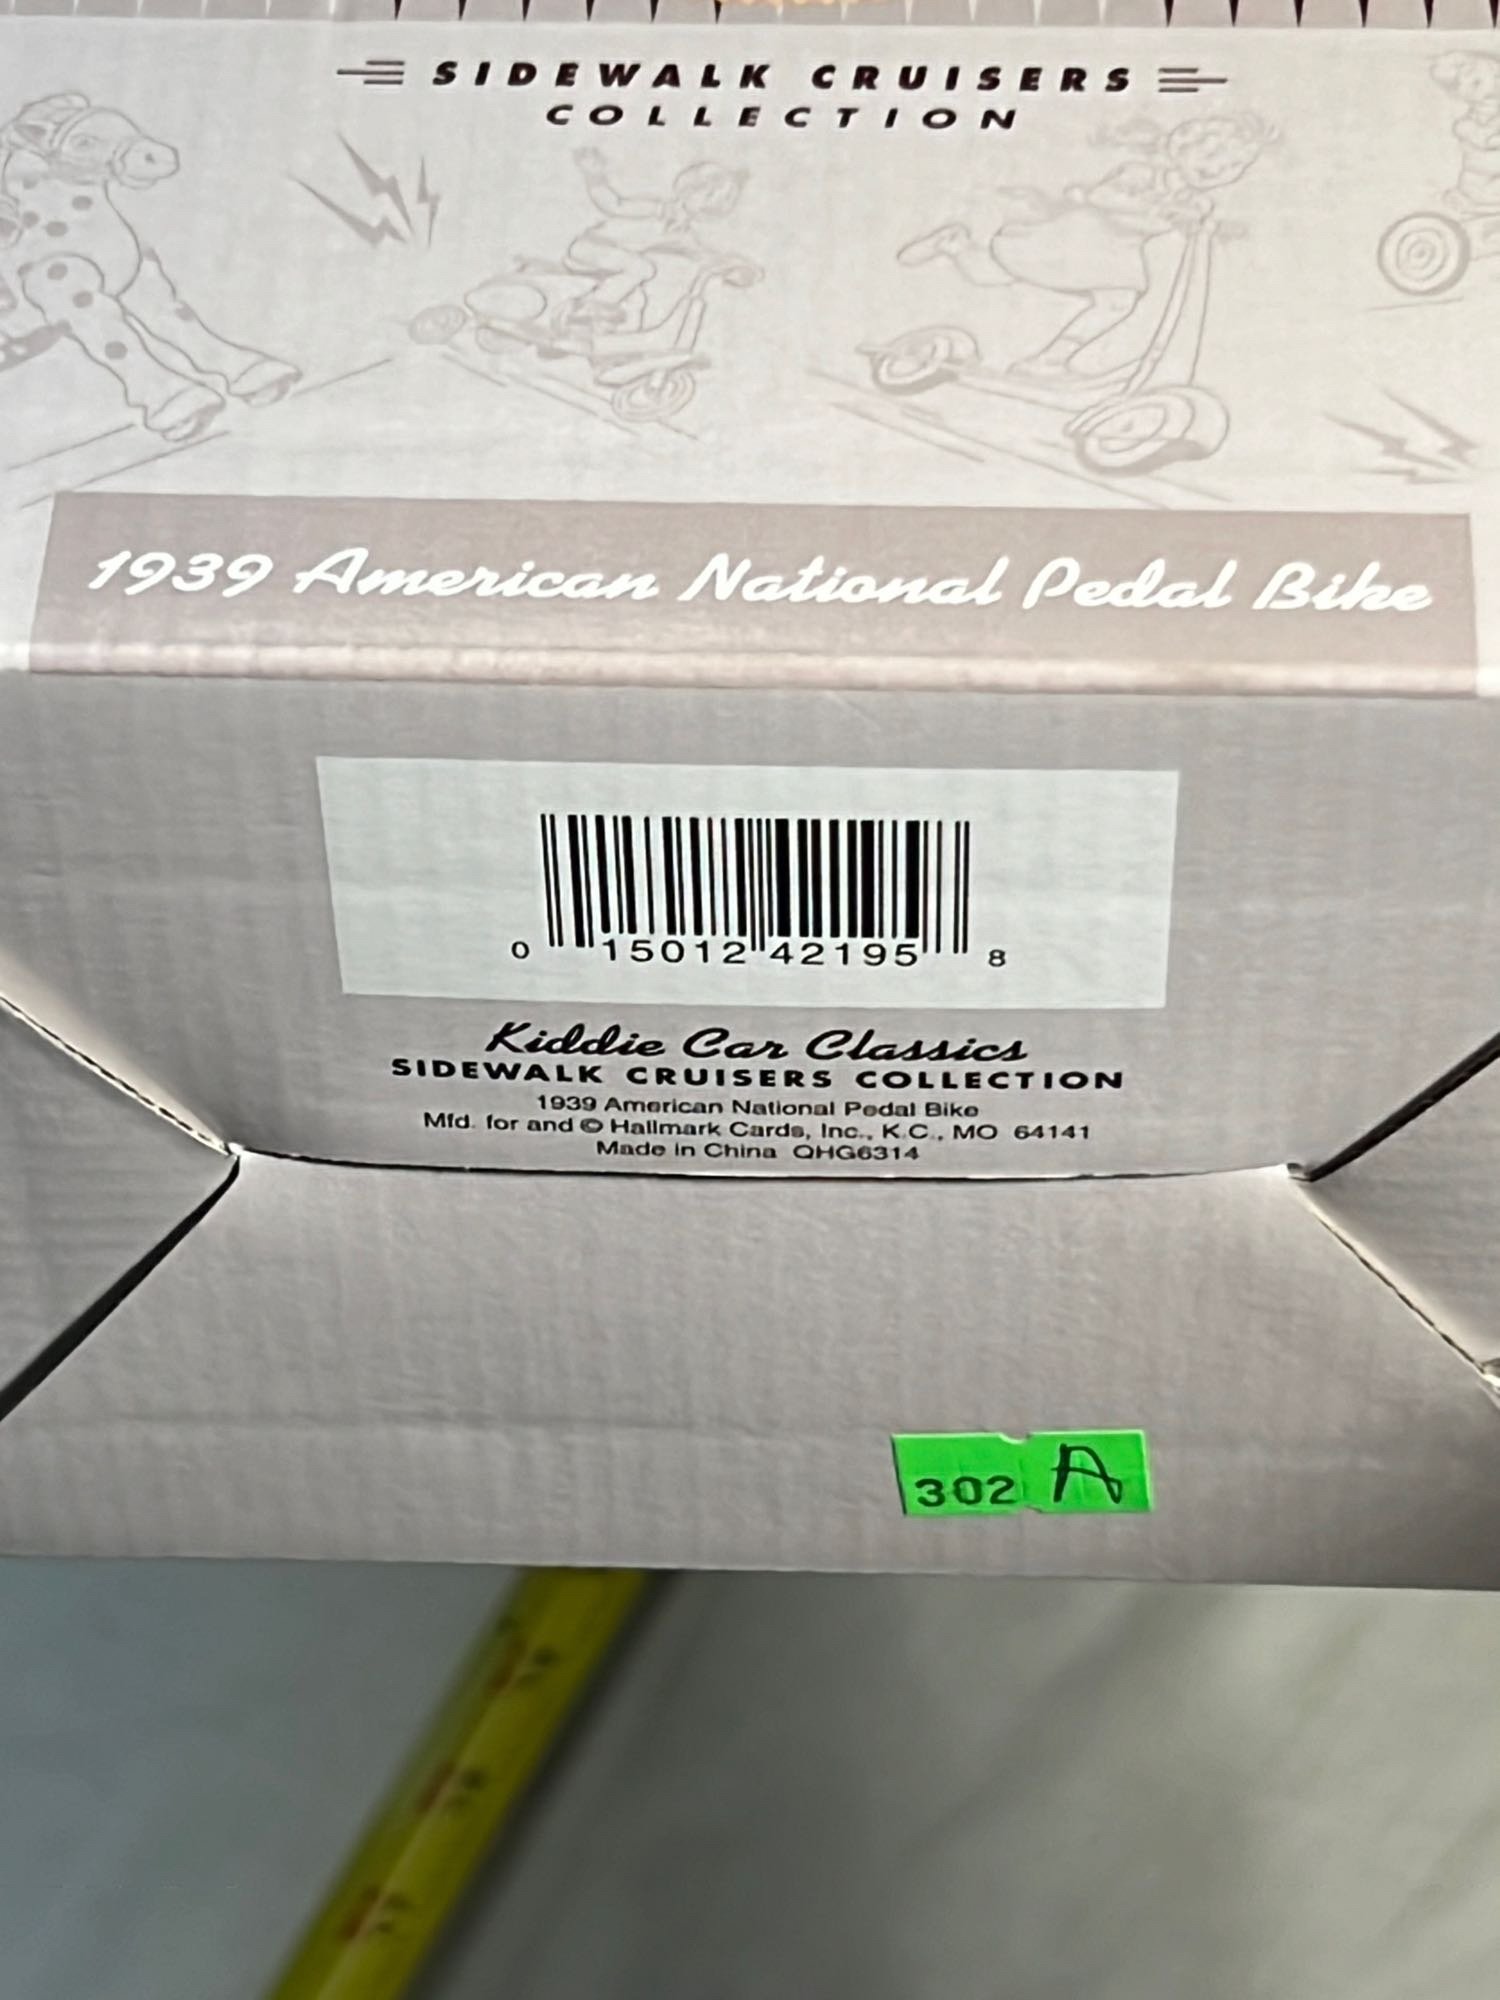 SIDEWALK CRUISERS
COLLECTION
1939 American National Pedal Bike
0 15012 42195 8
Kiddie Car Classics
SIDEWALK CRUISERS COLLECTION
1939 American National Pedal Bike
Mfd. for and © Hallmark Cards, Inc., K.C., MO 64141
Made in China QHG6314
302 A